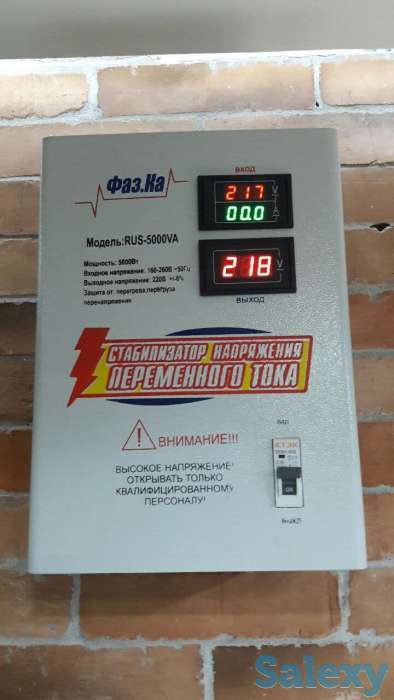 Фаз.Ка
ВХОД
217 V
00.0 A
Модель:RUS-5000VA
218 V
ВЫХОД
Мощность: 5000Вт
Входное напряжение: 160-260В ~50Гц
Выходное напряжение: 220В +-6%
Защита от: перегрева,перегруза
перенапряжения
СТАБИЛИЗАТОР НАПРЯЖЕНИЯ
ПЕРЕМЕННОГО ТОКА
ВНИМАНИЕ!!!
ВЫСОКОЕ НАПРЯЖЕНИЕ!
ОТКРЫВАТЬ ТОЛЬКО
КВАЛИФИЦИРОВАННОМУ
ПЕРСОНАЛУ!
ВКЛ
ВЫКЛ
Salexy